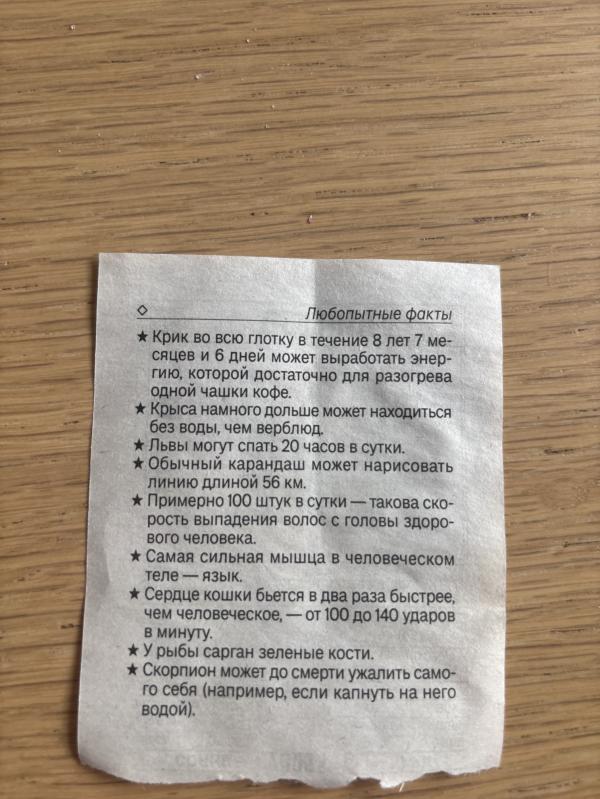 ◇ Любопытные факты
★ Крик во всю глотку в течение 8 лет 7 ме-
сяцев и 6 дней может выработать энер-
гию, которой достаточно для разогрева
одной чашки кофе.
★ Крыса намного дольше может находиться
без воды, чем верблюд.
★ Львы могут спать 20 часов в сутки.
★ Обычный карандаш может нарисовать
линию длиной 56 км.
★ Примерно 100 штук в сутки — такова ско-
рость выпадения волос с головы здоро-
вого человека.
★ Самая сильная мышца в человеческом
теле — язык.
★ Сердце кошки бьется в два раза быстрее,
чем человеческое, — от 100 до 140 ударов
в минуту.
★ У рыбы сарган зеленые кости.
★ Скорпион может до смерти ужалить само-
го себя (например, если капнуть на него
водой).